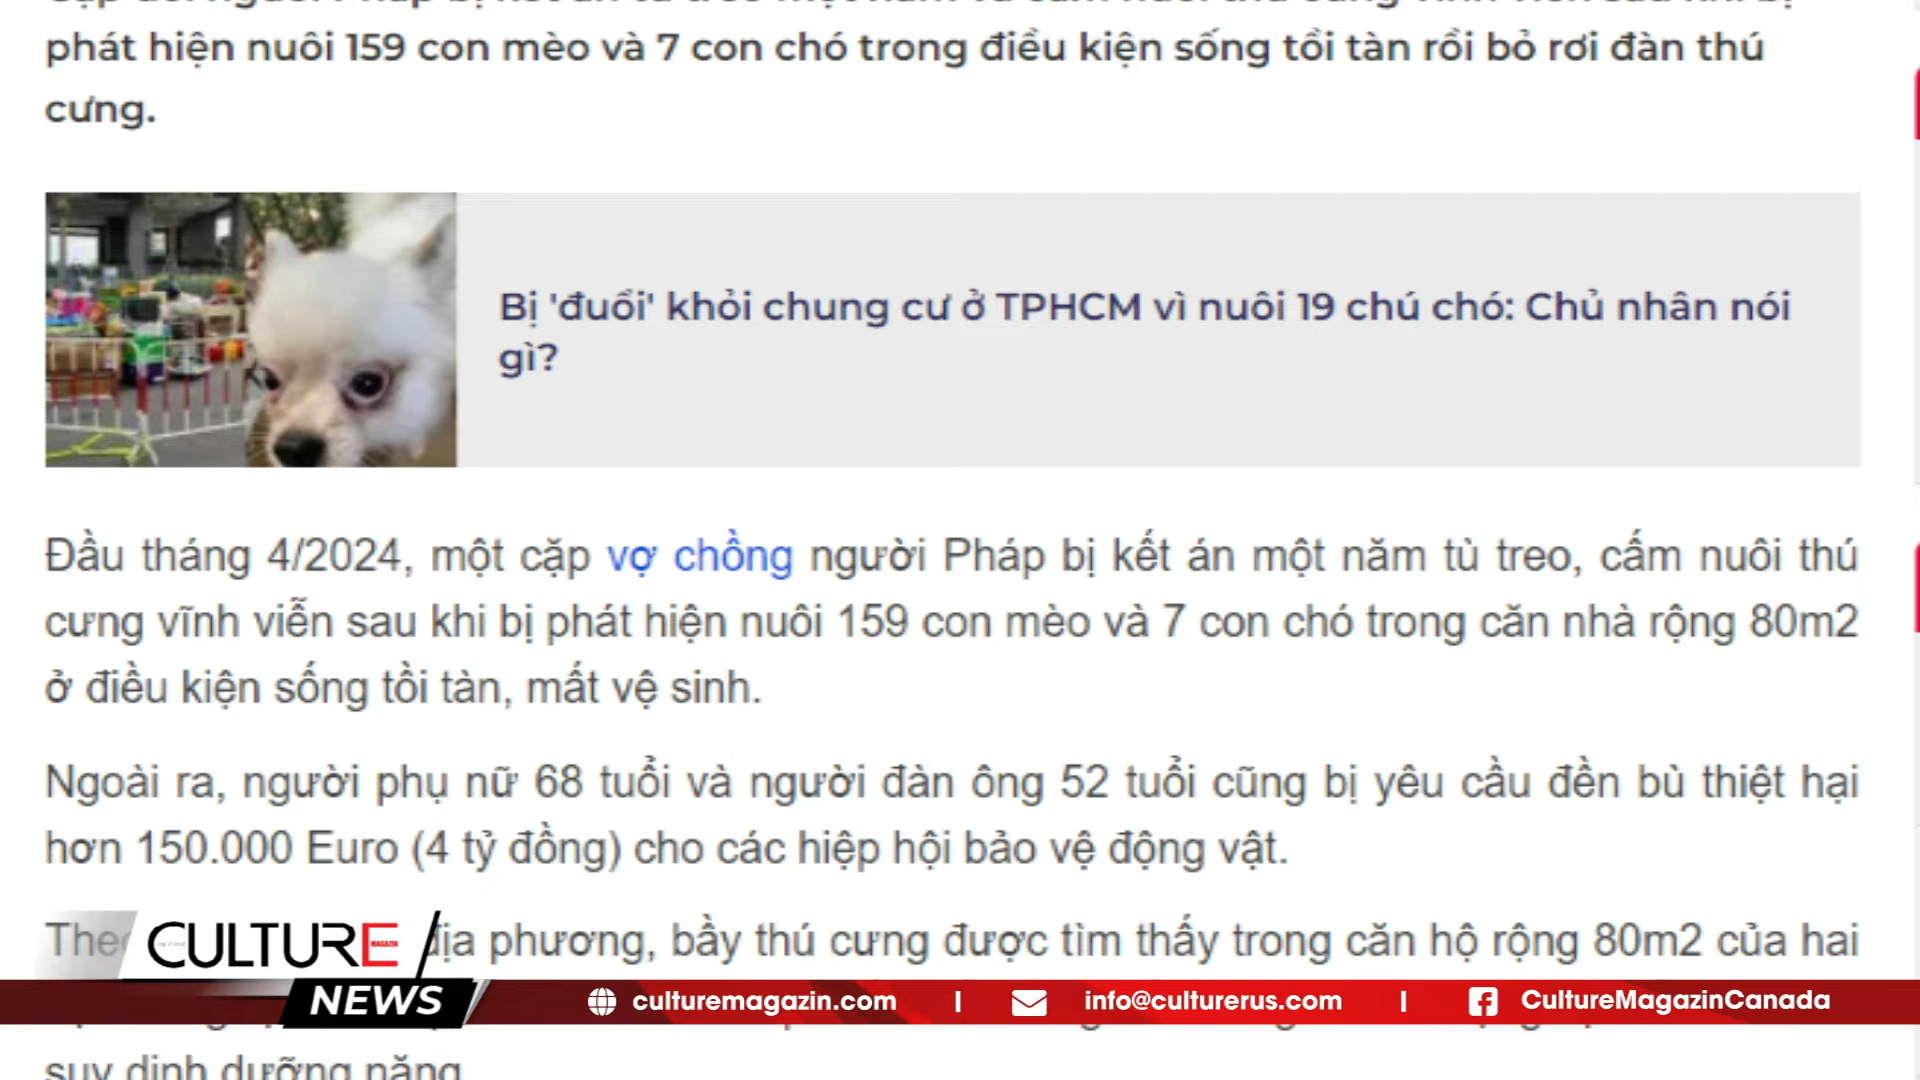 phát hiện nuôi 159 con mèo và 7 con chó trong điều kiện sống tồi tàn rồi bỏ rơi đàn thú
cưng.
Bị 'đuổi' khỏi chung cư ở TPHCM vì nuôi 19 chú chó: Chủ nhân nói
gì?
Đầu tháng 4/2024, một cặp vợ chồng người Pháp bị kết án một năm tù treo, cấm nuôi thú
cưng vĩnh viễn sau khi bị phát hiện nuôi 159 con mèo và 7 con chó trong căn nhà rộng 80m2
ở điều kiện sống tồi tàn, mất vệ sinh.
Ngoài ra, người phụ nữ 68 tuổi và người đàn ông 52 tuổi cũng bị yêu cầu đền bù thiệt hại
hơn 150.000 Euro (4 tỷ đồng) cho các hiệp hội bảo vệ động vật.
địa phương, bầy thú cưng được tìm thấy trong căn hộ rộng 80m2 của hai
CULTURE MAGAZIN
NEWS
culturemagazin.com | info@culturerus.com | CultureMagazinCanada
suy dinh dưỡng nặng